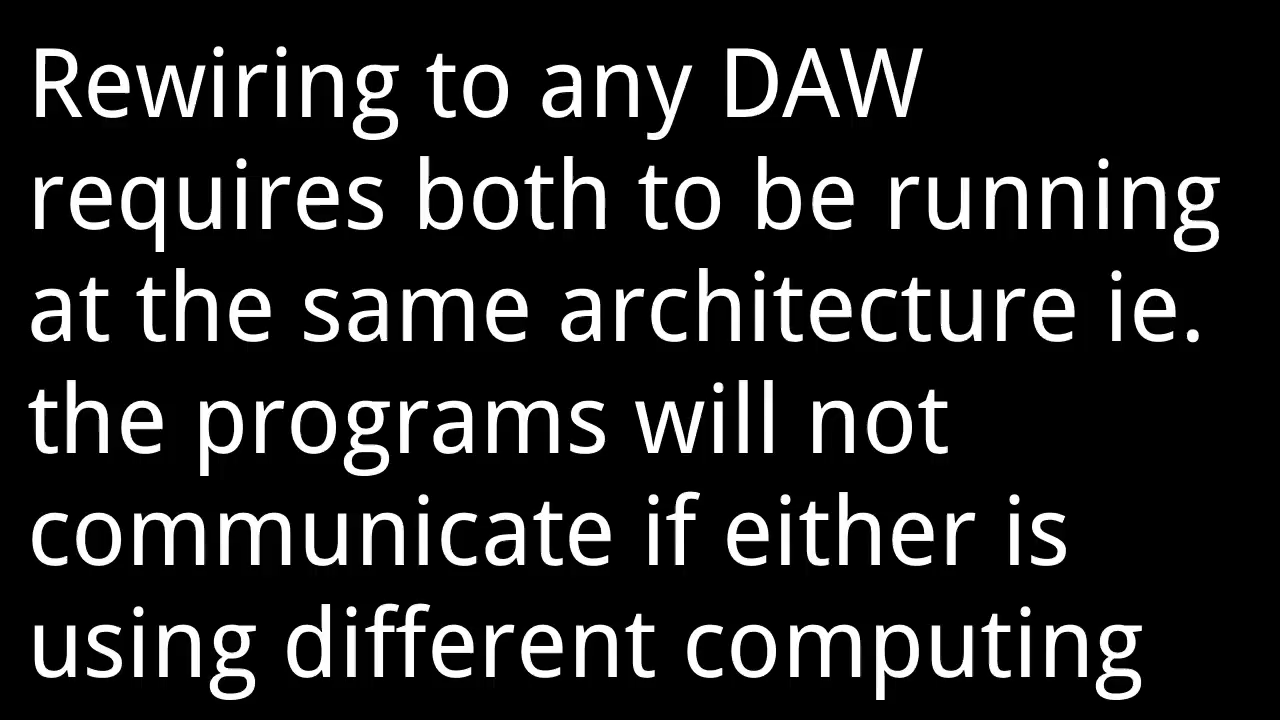 Rewiring to any DAW
requires both to be running
at the same architecture ie.
the programs will not
communicate if either is
using different computing